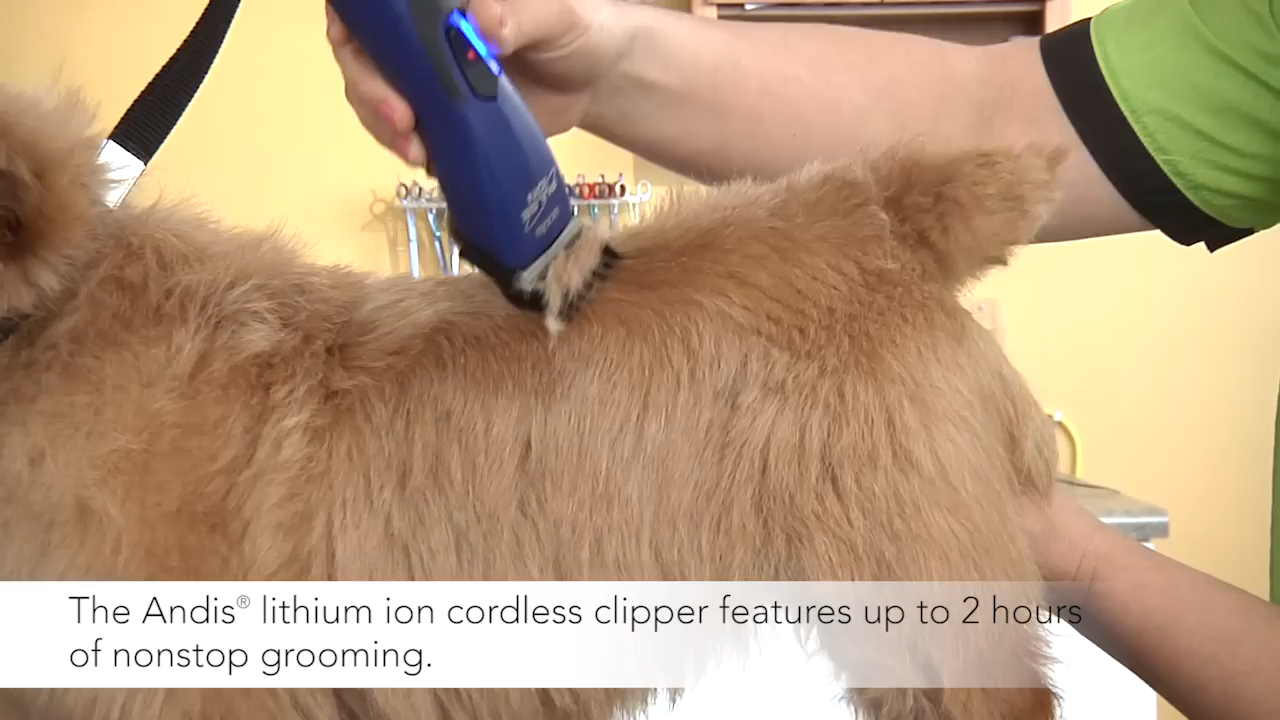 The Andis® lithium ion cordless clipper features up to 2 hours
of nonstop grooming.